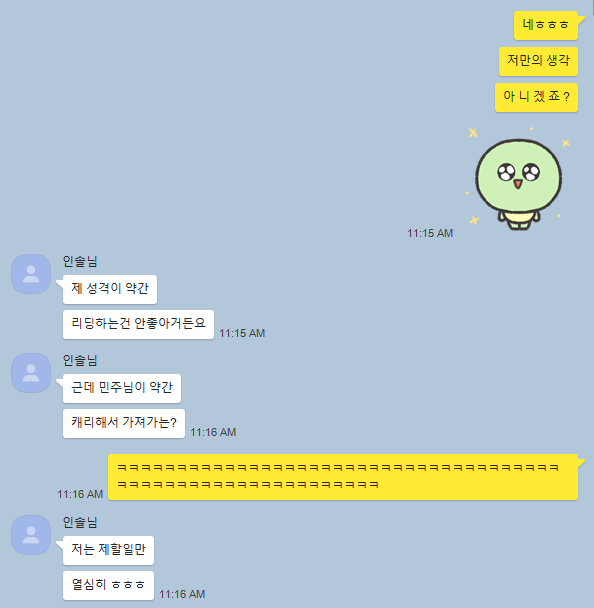 네ㅎㅎㅎ
저만의 생각
아 니 겠 죠 ?
11:15 AM
인솔님
제 성격이 약간
리딩하는건 안좋아거든요
11:15 AM
인솔님
근데 민주님이 약간
캐리해서 가져가는?
11:16 AM
ㅋㅋㅋㅋㅋㅋㅋㅋㅋㅋㅋㅋㅋㅋㅋㅋㅋㅋㅋㅋㅋㅋㅋㅋㅋㅋㅋㅋㅋㅋㅋㅋㅋㅋㅋㅋㅋ
ㅋㅋㅋㅋㅋㅋㅋㅋㅋㅋㅋㅋㅋㅋㅋㅋㅋㅋㅋㅋㅋㅋ
11:16 AM
인솔님
저는 제할일만
열심히 ㅎㅎㅎ
11:16 AM